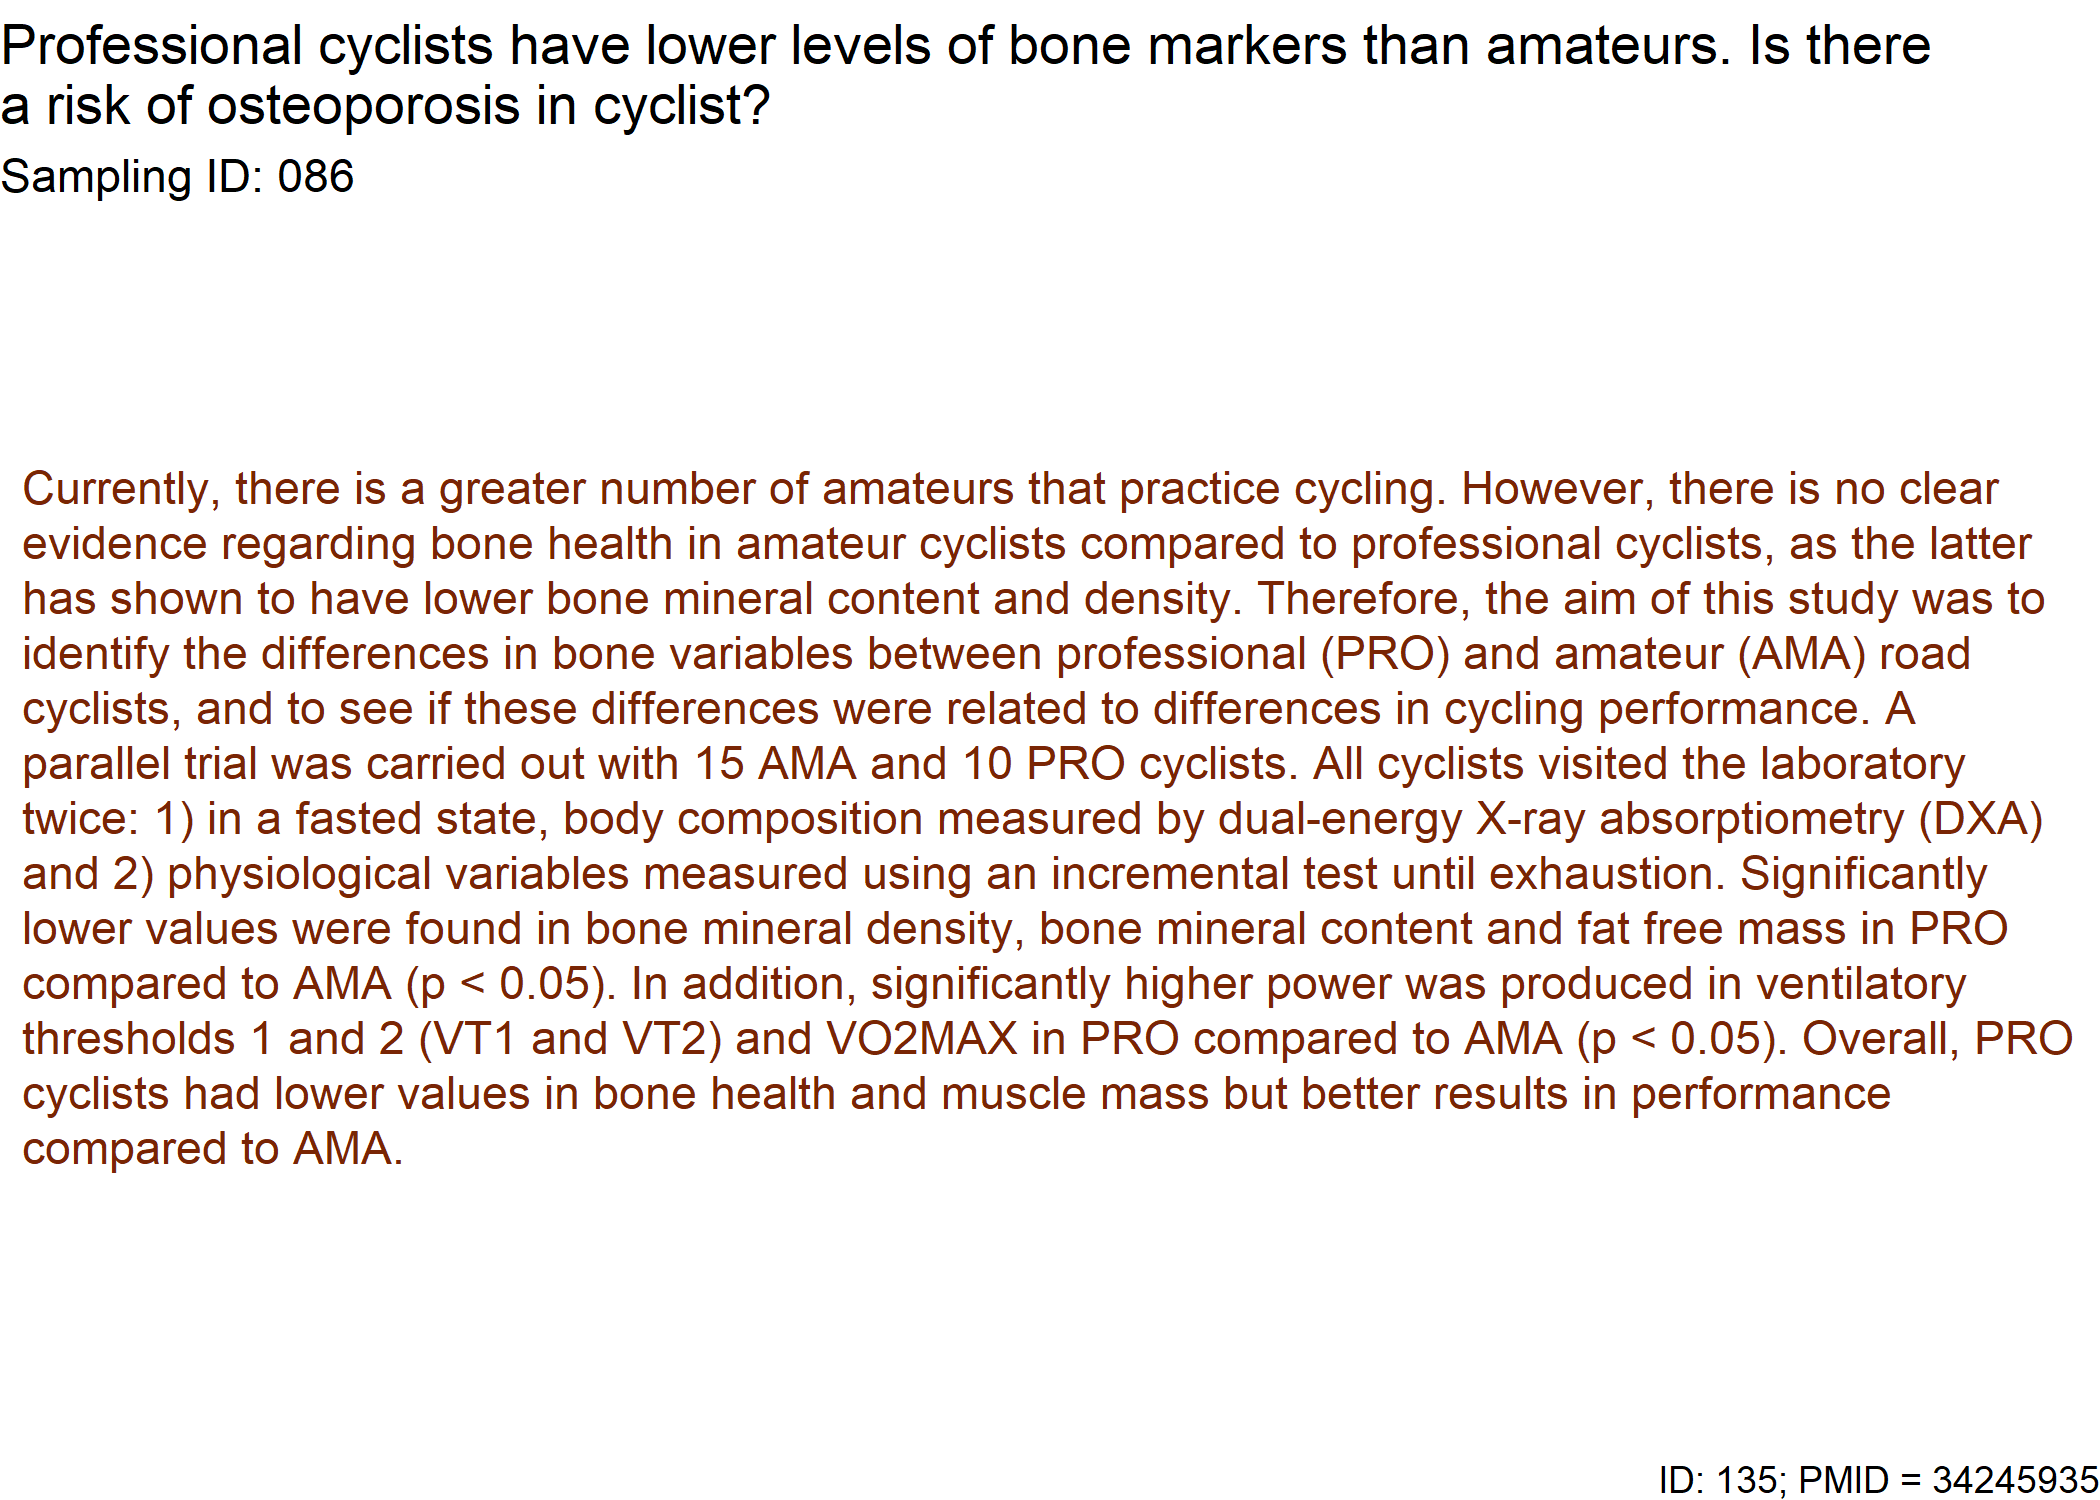 Professional cyclists have lower levels of bone markers than amateurs. Is there
a risk of osteoporosis in cyclist?
Sampling ID: 086
Currently, there is a greater number of amateurs that practice cycling. However, there is no clear
evidence regarding bone health in amateur cyclists compared to professional cyclists, as the latter
has shown to have lower bone mineral content and density. Therefore, the aim of this study was to
identify the differences in bone variables between professional (PRO) and amateur (AMA) road
cyclists, and to see if these differences were related to differences in cycling performance. A
parallel trial was carried out with 15 AMA and 10 PRO cyclists. All cyclists visited the laboratory
twice: 1) in a fasted state, body composition measured by dual-energy X-ray absorptiometry (DXA)
and 2) physiological variables measured using an incremental test until exhaustion. Significantly
lower values were found in bone mineral density, bone mineral content and fat free mass in PRO
compared to AMA (p < 0.05). In addition, significantly higher power was produced in ventilatory
thresholds 1 and 2 (VT1 and VT2) and VO2MAX in PRO compared to AMA (p < 0.05). Overall, PRO
cyclists had lower values in bone health and muscle mass but better results in performance
compared to AMA.
ID: 135; PMID = 34245935